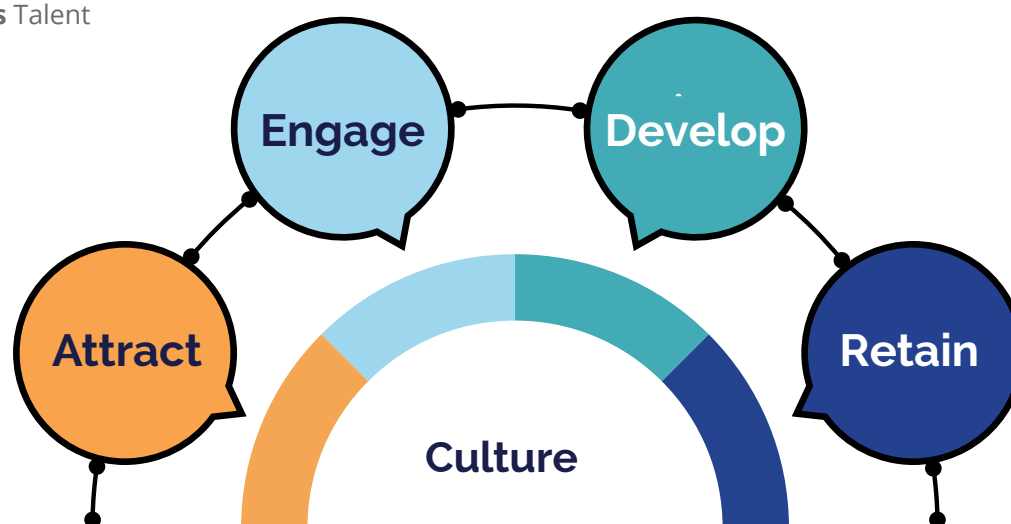 s Talent
Engage
Develop
Attract
Retain
Culture